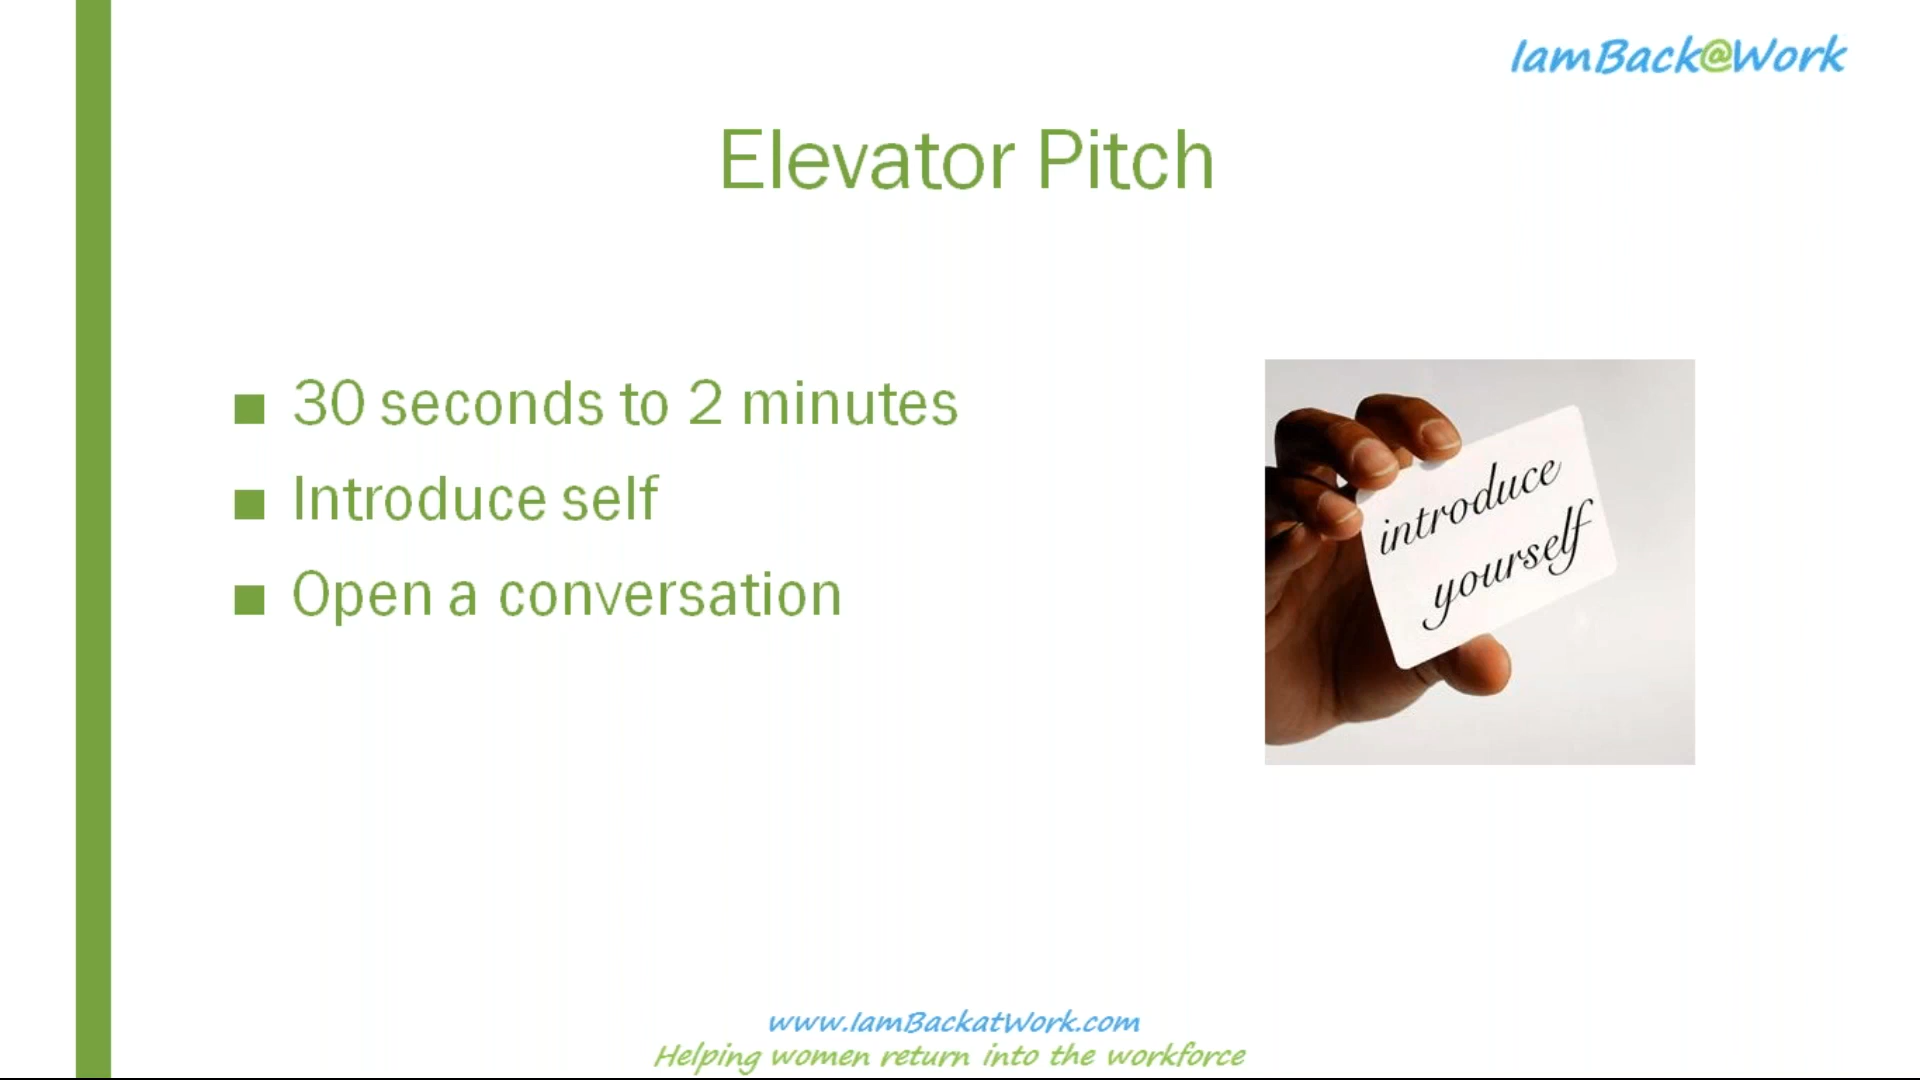 IamBack@Work
Elevator Pitch
■ 30 seconds to 2 minutes
■ Introduce self
■ Open a conversation
introduce
yourself
www.IamBackatWork.com
Helping women return into the workforce